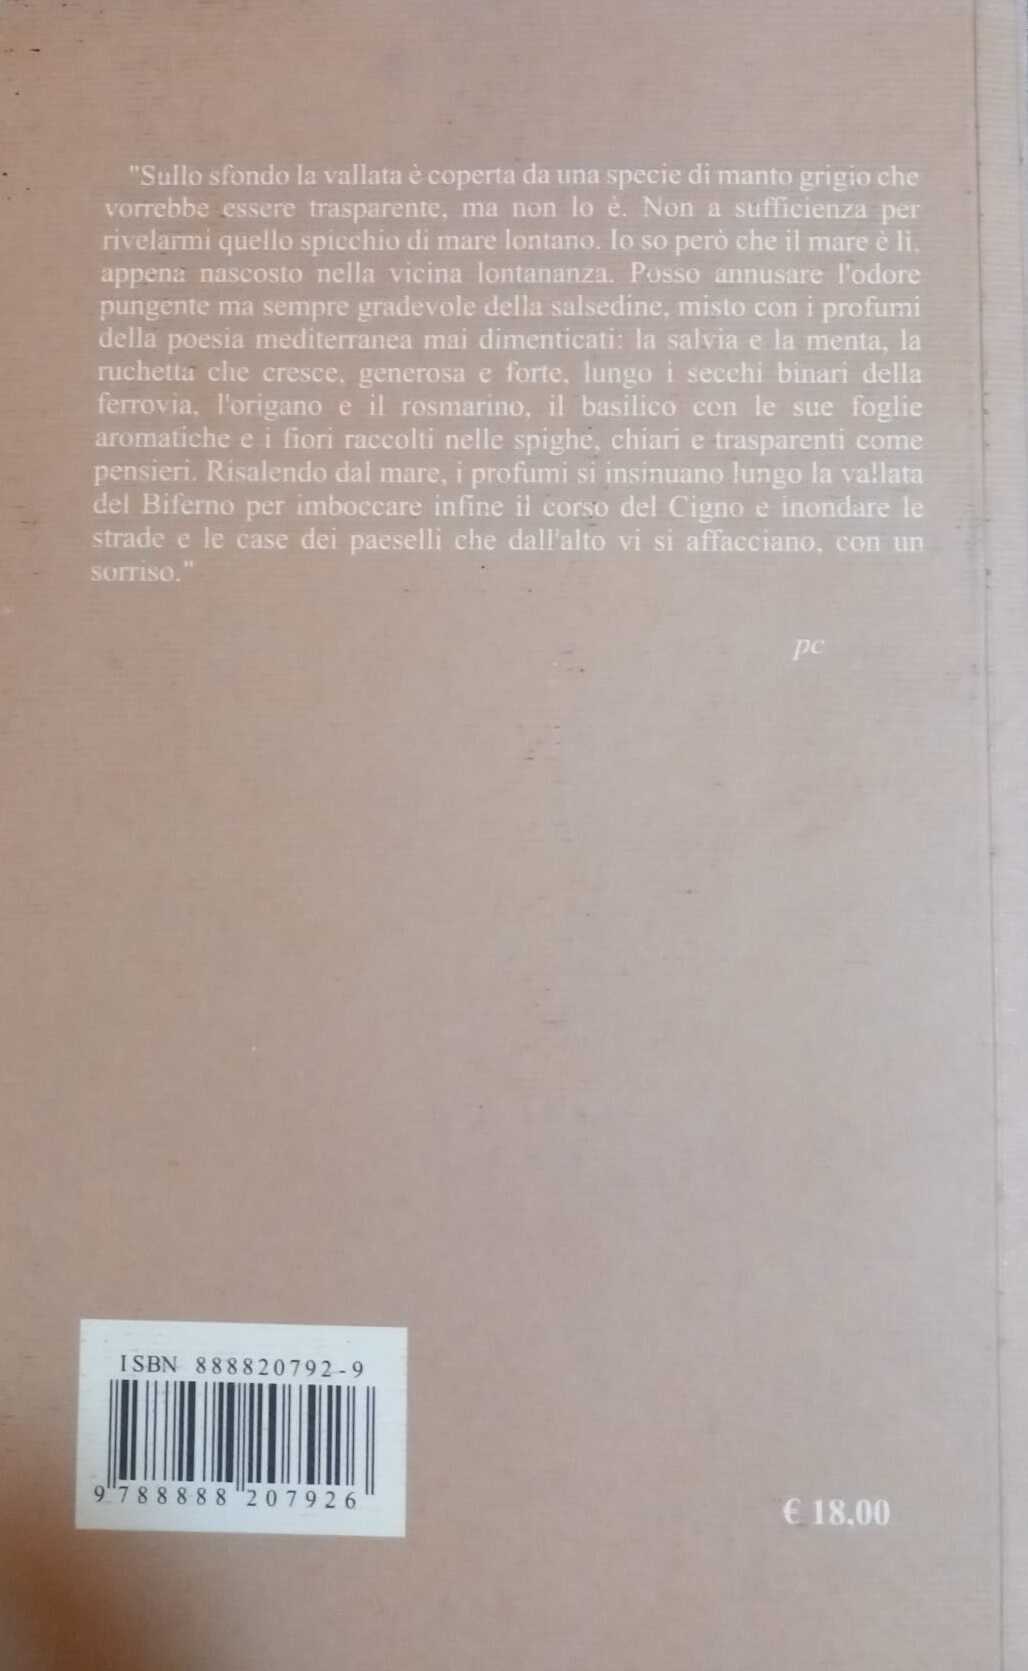 "Sullo sfondo la vallata è coperta da una specie di manto grigio che
vorrebbe essere trasparente, ma non lo è. Non a sufficienza per
rivelarmi quello spicchio di mare lontano. Io so però che il mare è lì,
appena nascosto nella vicina lontananza. Posso annusare l'odore
pungente ma sempre gradevole della salsedine, misto con i profumi
della poesia mediterranea mai dimenticati: la salvia e la menta, la
ruchetta che cresce, generosa e forte, lungo i secchi binari della
ferrovia, l'origano e il rosmarino, il basilico con le sue foglie
aromatiche e i fiori raccolti nelle spighe, chiari e trasparenti come
pensieri. Risalendo dal mare, i profumi si insinuano lungo la vallata
del Biferno per imboccare infine il corso del Cigno e inondare le
strade e le case dei paeselli che dall'alto vi si affacciano, con un
sorriso."
pc
ISBN 888820792-9
9 788888 207926
€ 18,00